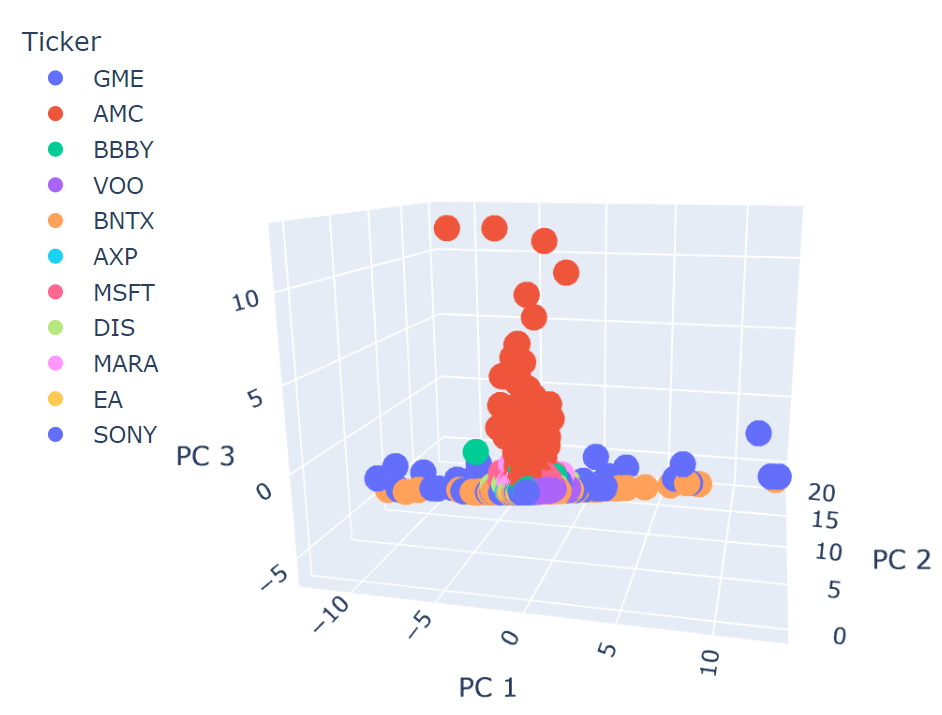 Ticker
GME
AMC
BBBY
VOO
BNTX
AXP
MSFT
DIS
MARA
EA
SONY
PC 3
10
5
0
−5
−10
−5
0
5
10
PC 1
20
15
10
5
0
PC 2